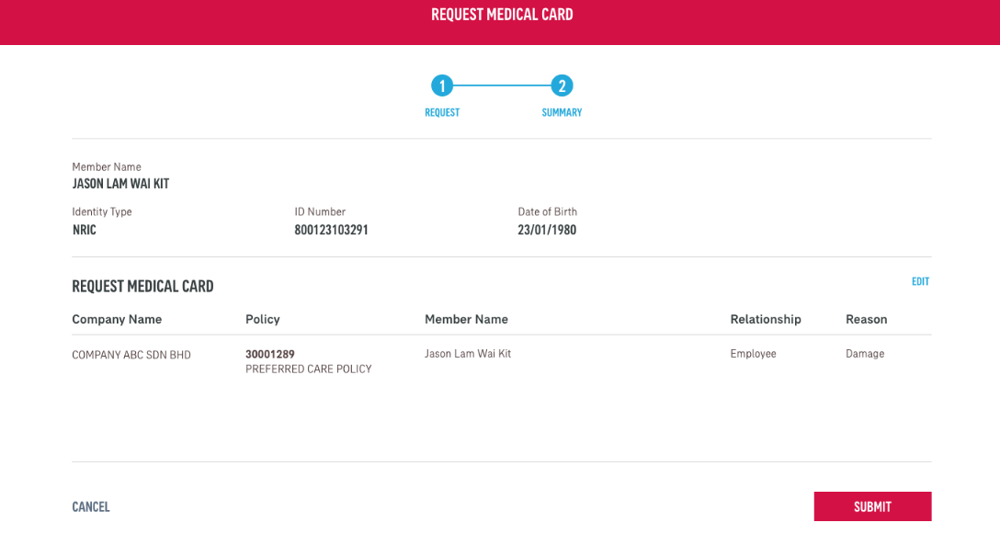 REQUEST MEDICAL CARD
1 2
REQUEST SUMMARY
Member Name
JASON LAM WAI KIT
Identity Type ID Number Date of Birth
NRIC 800123103291 23/01/1980
REQUEST MEDICAL CARD EDIT
Company Name Policy Member Name Relationship Reason
COMPANY ABC SDN BHD 30001289 Jason Lam Wai Kit Employee Damage
PREFERRED CARE POLICY
CANCEL SUBMIT